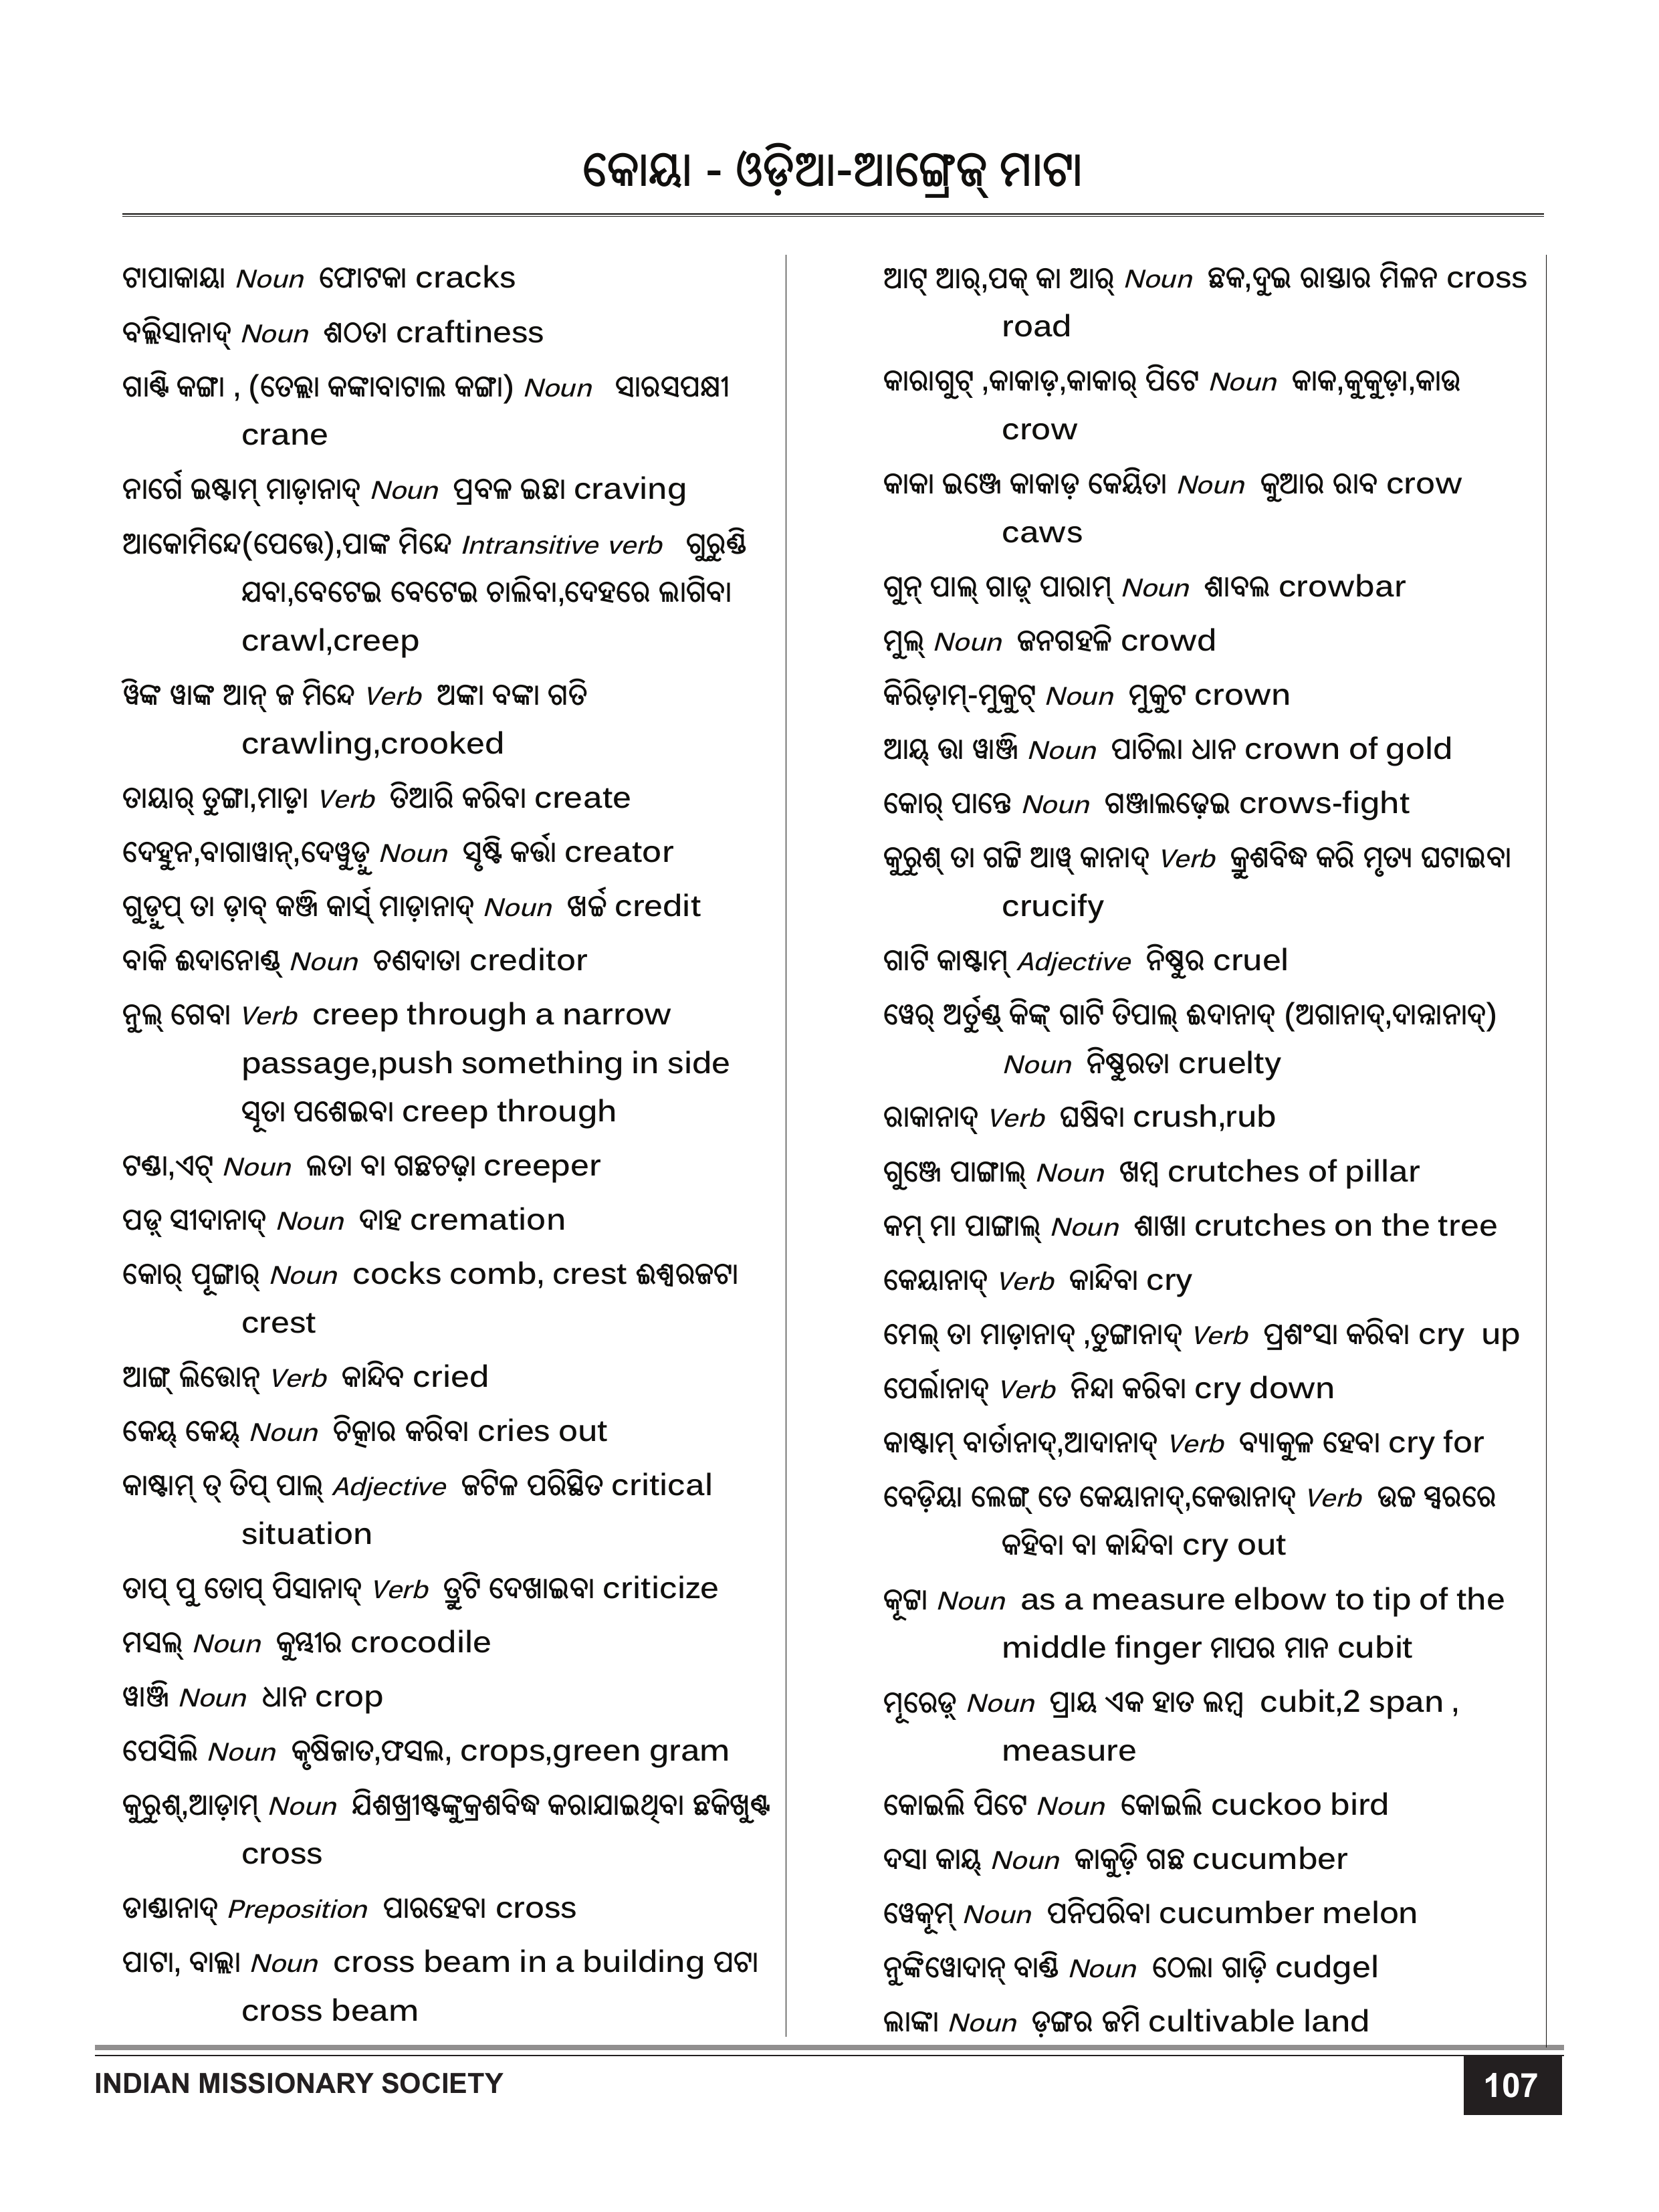 କୋୟା - ଓଡ଼ିଆ-ଆଙ୍ଗ୍ରେଜ୍ ମାଟା
ଟାପାକାୟା Noun ଫୋଟକା cracks
ବଲ୍ଲିସାନାଦ୍ Noun ଶଠତା craftiness
ଗାଣ୍ଟି କଙ୍ଗା , (ତେଲ୍ଲା କଙ୍କାବାଟାଲ କଙ୍ଗା) Noun ସାରସପକ୍ଷୀ
crane
ନାର୍ଗେ ଇଷ୍ଟାମ୍ ମାଡ଼ାନାଦ୍ Noun ପ୍ରବଳ ଇଛା craving
ଆକୋମିନ୍ଦେ(ପେତ୍ତେ),ପାଙ୍କ ମିନ୍ଦେ Intransitive verb ଗୁରୁଣ୍ଡି
ଯବା,ବେଟେଇ ବେଟେଇ ଚାଲିବା,ଦେହରେ ଲାଗିବା
crawl,creep
ୱିଙ୍କ ୱାଙ୍କ ଆନ୍ ଜ ମିନ୍ଦେ Verb ଅଙ୍କା ବଙ୍କା ଗତି
crawling,crooked
ତାୟାର୍ ତୁଙ୍ଗା,ମାଡ଼ା Verb ତିଆରି କରିବା create
ଦେହୁନ,ବାଗାୱାନ୍,ଦେୱୁଡ଼ୁ Noun ସୃଷ୍ଟି କର୍ତ୍ତା creator
ଗୁଡ଼ୁପ୍ ତା ଡ଼ାବ୍ କଞ୍ଜି କାର୍ସ୍ ମାଡ଼ାନାଦ୍ Noun ଖର୍ଚ୍ଚ credit
ବାକି ଈଦାନୋଣ୍ଡ୍ Noun ଚଣଦାତା creditor
ନୁଲ୍ ଗେବା Verb creep through a narrow
passage,push something in side
ସୂତା ପଶେଇବା creep through
ଟଣ୍ଡା,ଏଟ୍ Noun ଲତା ବା ଗଛଚଢ଼ା creeper
ପଡ଼୍ ସୀଦାନାଦ୍ Noun ଦାହ cremation
କୋର୍ ପୂଙ୍ଗାର୍ Noun cocks comb, crest ଈଶ୍ୱରଜଟା
crest
ଆଙ୍ଗ୍ ଲିତ୍ତୋନ୍ Verb କାନ୍ଦିବ cried
କେୟ୍ କେୟ୍ Noun ଚିତ୍କାର କରିବା cries out
କାଷ୍ଟାମ୍ ତ୍ ତିପ୍ ପାଲ୍ Adjective ଜଟିଳ ପରିସ୍ଥିତ critical
situation
ତାପ୍ ପୁ ତୋପ୍ ପିସାନାଦ୍ Verb ତ୍ରୁଟି ଦେଖାଇବା criticize
ମସଲ୍ Noun କୁମ୍ଭୀର crocodile
ୱାଞ୍ଜି Noun ଧାନ crop
ପେସିଲି Noun କୃଷିଜାତ,ଫସଲ, crops,green gram
କୁରୁଶ୍,ଆଡ଼ାମ୍ Noun ଯିଶଖ୍ରୀଷ୍ଟଙ୍କୁକ୍ରଶବିଦ୍ଧ କରାଯାଇଥିବା ଛକିଖୁଣ୍ଟ
cross
ଡାଣ୍ଡାନାଦ୍ Preposition ପାରହେବା cross
ପାଟା, ବାଲ୍ଲା Noun cross beam in a building ପଟା
cross beam
ଆଟ୍ ଆର୍,ପକ୍ କା ଆର୍ Noun ଛକ,ଦୁଇ ରାସ୍ତାର ମିଳନ cross
road
କାରାଗୁଟ୍ ,କାକାଡ଼,କାକାର୍ ପିଟେ Noun କାକ,କୁକୁଡ଼ା,କାଉ
crow
କାକା ଇଞ୍ଜେ କାକାଡ଼ କେୟିତା Noun କୁଆର ରାବ crow
caws
ଗୁନ୍ ପାଲ୍ ଗାଡ଼୍ ପାରାମ୍ Noun ଶାବଲ crowbar
ମୁଲ୍ Noun ଜନଗହଳି crowd
କିରିଡ଼ାମ୍-ମୁକୁଟ୍ Noun ମୁକୁଟ crown
ଆୟ୍ ତ୍ତା ୱାଞ୍ଜି Noun ପାଚିଲା ଧାନ crown of gold
କୋର୍ ପାନ୍ତେ Noun ଗଞ୍ଜାଲଢ଼େଇ crows-fight
କୁରୁଶ୍ ତା ଗଟ୍ଟି ଆୱ୍ କାନାଦ୍ Verb କ୍ରୁଶବିଦ୍ଧ କରି ମୃତ୍ୟ ଘଟାଇବା
crucify
ଗାଟି କାଷ୍ଟାମ୍ Adjective ନିଷ୍ଠୁର cruel
ୱେର୍ ଅର୍ତୁଣ୍ଡ୍ କିଙ୍କ୍ ଗାଟି ତିପାଲ୍ ଈଦାନାଦ୍ (ଅଗାନାଦ୍,ଦାନ୍ନାନାଦ୍)
Noun ନିଷ୍ଠୁରତା cruelty
ରାକାନାଦ୍ Verb ଘଷିବା crush,rub
ଗୁଞ୍ଜେ ପାଙ୍ଗାଲ୍ Noun ଖମ୍ବ crutches of pillar
କମ୍ ମା ପାଙ୍ଗାଲ୍ Noun ଶାଖା crutches on the tree
କେୟାନାଦ୍ Verb କାନ୍ଦିବା cry
ମେଲ୍ ତା ମାଡ଼ାନାଦ୍ ,ତୁଙ୍ଗାନାଦ୍ Verb ପ୍ରଶଂସା କରିବା cry up
ପେର୍ଲାନାଦ୍ Verb ନିନ୍ଦା କରିବା cry down
କାଷ୍ଟାମ୍ ବାର୍ତାନାଦ୍,ଆଦାନାଦ୍ Verb ବ୍ୟାକୁଳ ହେବା cry for
ବେଡ଼ିୟା ଲେଙ୍ଗ୍ ତେ କେୟାନାଦ୍,କେତ୍ତାନାଦ୍ Verb ଉଚ୍ଚ ସ୍ୱରରେ
କହିବା ବା କାନ୍ଦିବା cry out
କୂଟ୍ଟା Noun as a measure elbow to tip of the
middle finger ମାପର ମାନ cubit
ମୂରେଡ଼୍ Noun ପ୍ରାୟ ଏକ ହାତ ଲମ୍ବ cubit,2 span ,
measure
କୋଇଲି ପିଟେ Noun କୋଇଲି cuckoo bird
ଦସା କାୟ୍ Noun କାକୁଡ଼ି ଗଛ cucumber
ୱେକୂମ୍ Noun ପନିପରିବା cucumber melon
ନୁଙ୍କିୱୋଦାନ୍ ବାଣ୍ଡି Noun ଠେଲା ଗାଡ଼ି cudgel
ଲାଙ୍କା Noun ଡ଼ଙ୍ଗର ଜମି cultivable land
INDIAN MISSIONARY SOCIETY
107